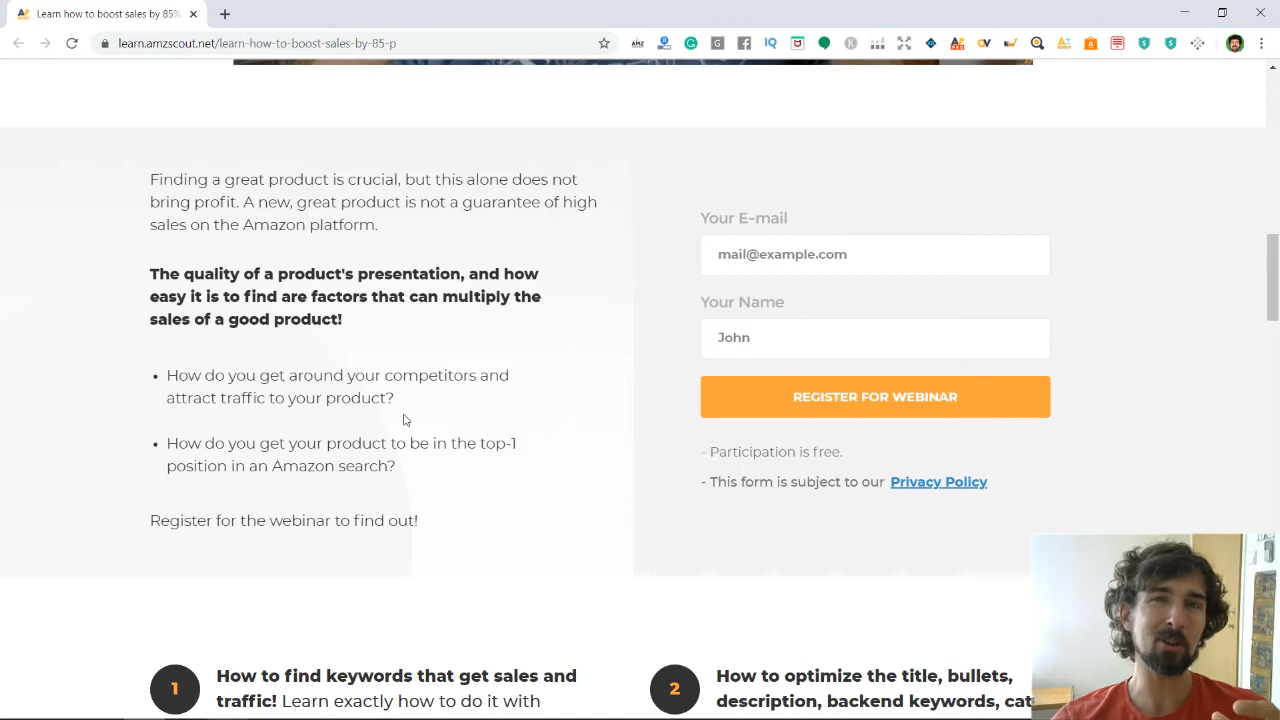 Learn how to boost sales by 85%
learn.amzscout.net/learn-how-to-boost-sales-by-85-p
Finding a great product is crucial, but this alone does not
bring profit. A new, great product is not a guarantee of high
sales on the Amazon platform.
The quality of a product's presentation, and how
easy it is to find are factors that can multiply the
sales of a good product!
• How do you get around your competitors and
attract traffic to your product?
• How do you get your product to be in the top-1
position in an Amazon search?
Register for the webinar to find out!
Your E-mail
mail@example.com
Your Name
John
REGISTER FOR WEBINAR
- Participation is free.
- This form is subject to our Privacy Policy
1
How to find keywords that get sales and
traffic! Learn exactly how to do it with
2
How to optimize the title, bullets,
description, backend keywords, cat